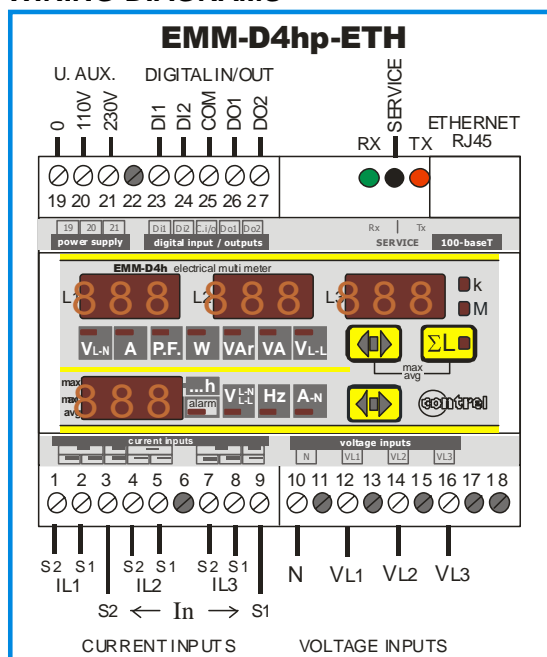 WIRING DIAGRAMS
EMM-D4hp-ETH
U. AUX. DIGITAL IN/OUT
0 110V 230V DI1 DI2 COM DO1 DO2 SERVICE ETHERNET
RX TX RJ45
19 20 21 22 23 24 25 26 27
19 20 21 Di1 Di2 C.i/o Do1 Do2 Rx Tx
power supply digital input / outputs SERVICE 100-baseT
EMM-D4h electrical multi meter
L1 888 L2 888 L3 888 k
M
VL-N A P.F. W VAr VA VL-L ΣL
max
avg
max
max
avg 888 ...h alarm V L-N L-L Hz A-N contrel
current inputs voltage inputs
N VL1 VL2 VL3
1 2 3 4 5 6 7 8 9 10 11 12 13 14 15 16 17 18
S2 S1 S2 S1 S2 S1 N VL1 VL2 VL3
IL1 IL2 IL3
S2 ← In → S1
CURRENT INPUTS VOLTAGE INPUTS